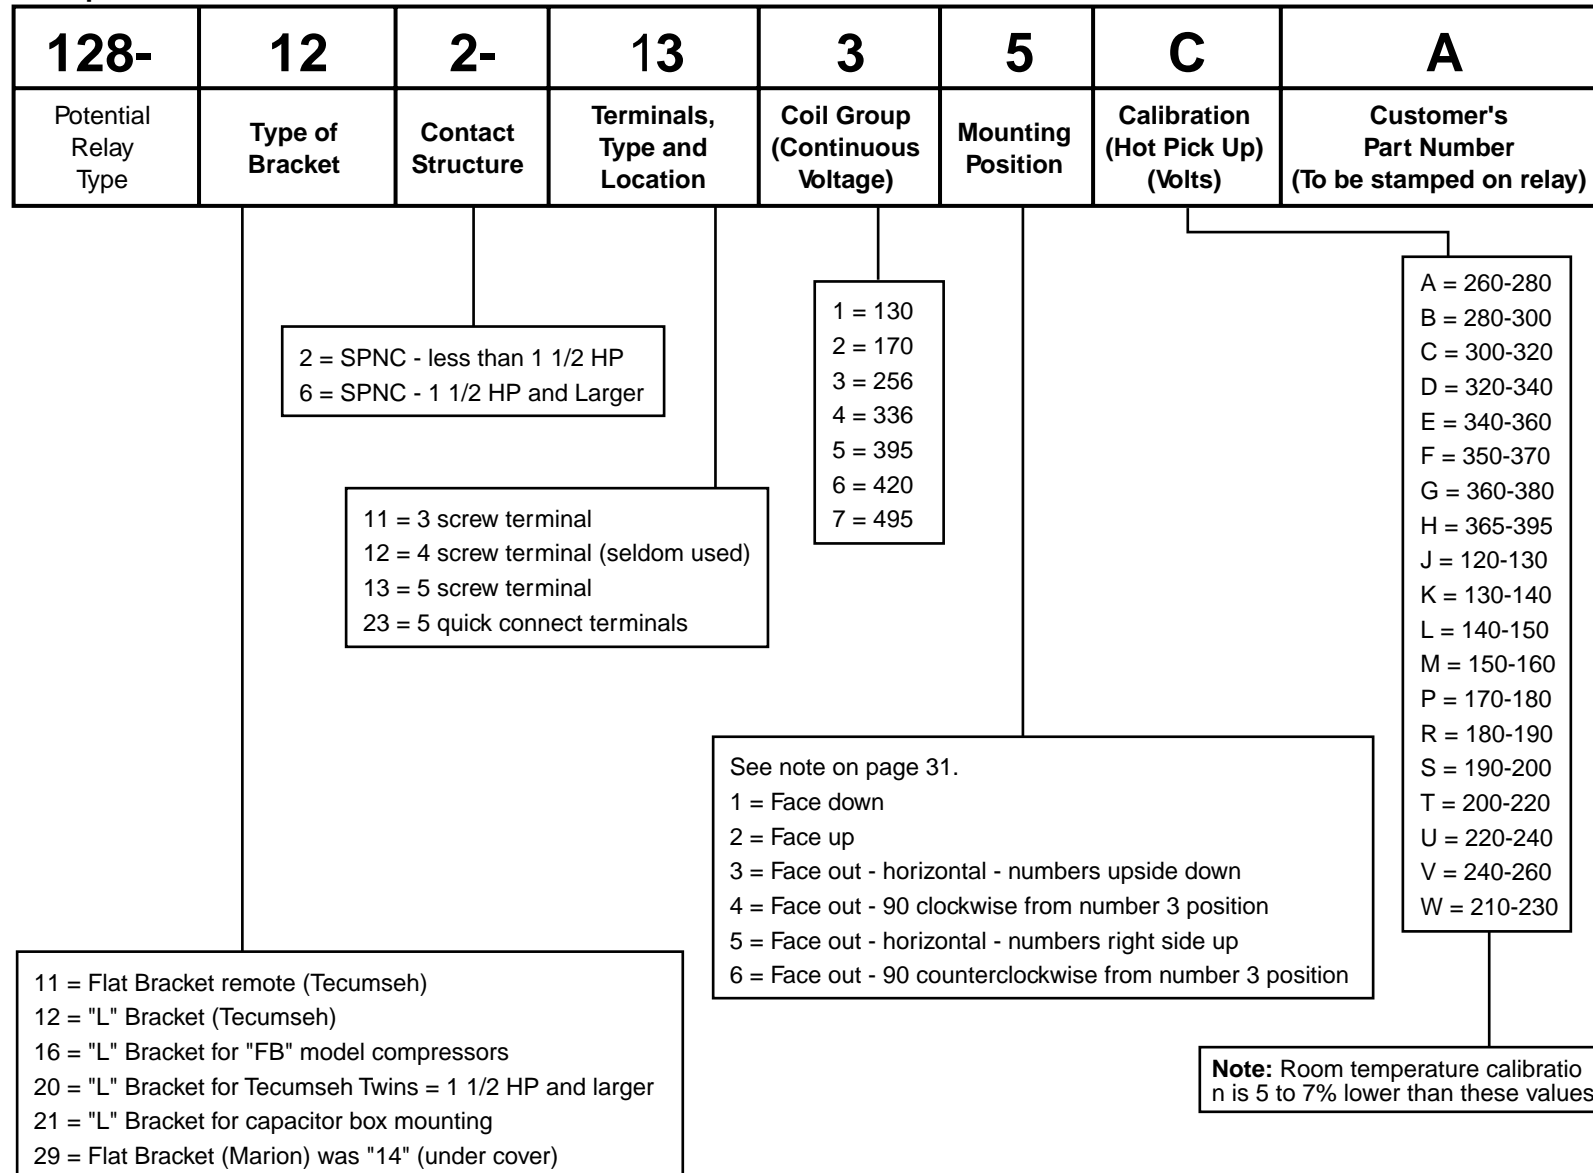 128-
12
2-
13
3
5
C
A
Potential
Relay
Type
Type of
Bracket
Contact
Structure
Terminals,
Type and
Location
Coil Group
(Continuous
Voltage)
Mounting
Position
Calibration
(Hot Pick Up)
(Volts)
Customer's
Part Number
(To be stamped on relay)
2 = SPNC - less than 1 1/2 HP
6 = SPNC - 1 1/2 HP and Larger
11 = 3 screw terminal
12 = 4 screw terminal (seldom used)
13 = 5 screw terminal
23 = 5 quick connect terminals
1 = 130
2 = 170
3 = 256
4 = 336
5 = 395
6 = 420
7 = 495
A = 260-280
B = 280-300
C = 300-320
D = 320-340
E = 340-360
F = 350-370
G = 360-380
H = 365-395
J = 120-130
K = 130-140
L = 140-150
M = 150-160
P = 170-180
R = 180-190
S = 190-200
T = 200-220
U = 220-240
V = 240-260
W = 210-230
See note on page 31.
1 = Face down
2 = Face up
3 = Face out - horizontal - numbers upside down
4 = Face out - 90 clockwise from number 3 position
5 = Face out - horizontal - numbers right side up
6 = Face out - 90 counterclockwise from number 3 position
11 = Flat Bracket remote (Tecumseh)
12 = "L" Bracket (Tecumseh)
16 = "L" Bracket for "FB" model compressors
20 = "L" Bracket for Tecumseh Twins = 1 1/2 HP and larger
21 = "L" Bracket for capacitor box mounting
29 = Flat Bracket (Marion) was "14" (under cover)
Note: Room temperature calibratio
n is 5 to 7% lower than these values